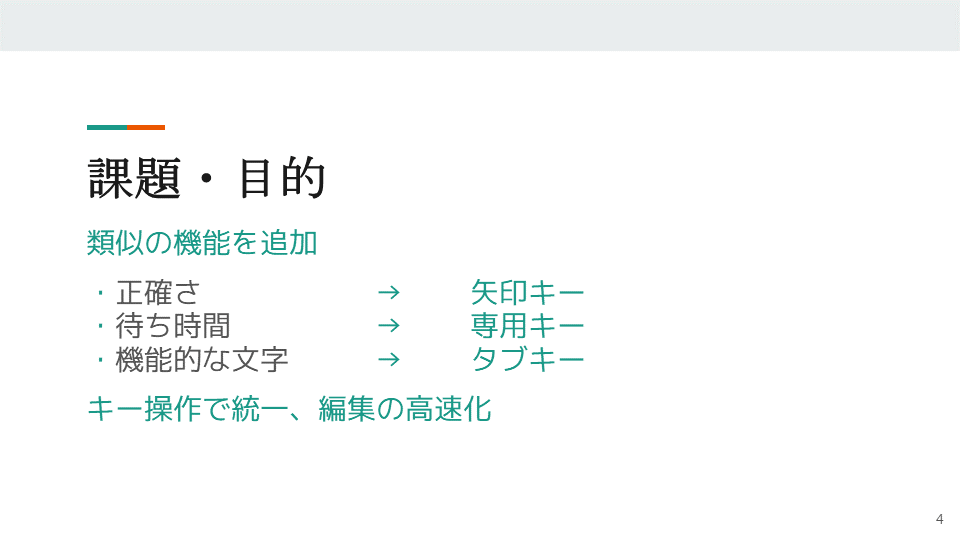 課題・目的
類似の機能を追加
・正確さ → 矢印キー
・待ち時間 → 専用キー
・機能的な文字 → タブキー
キー操作で統一、編集の高速化
4